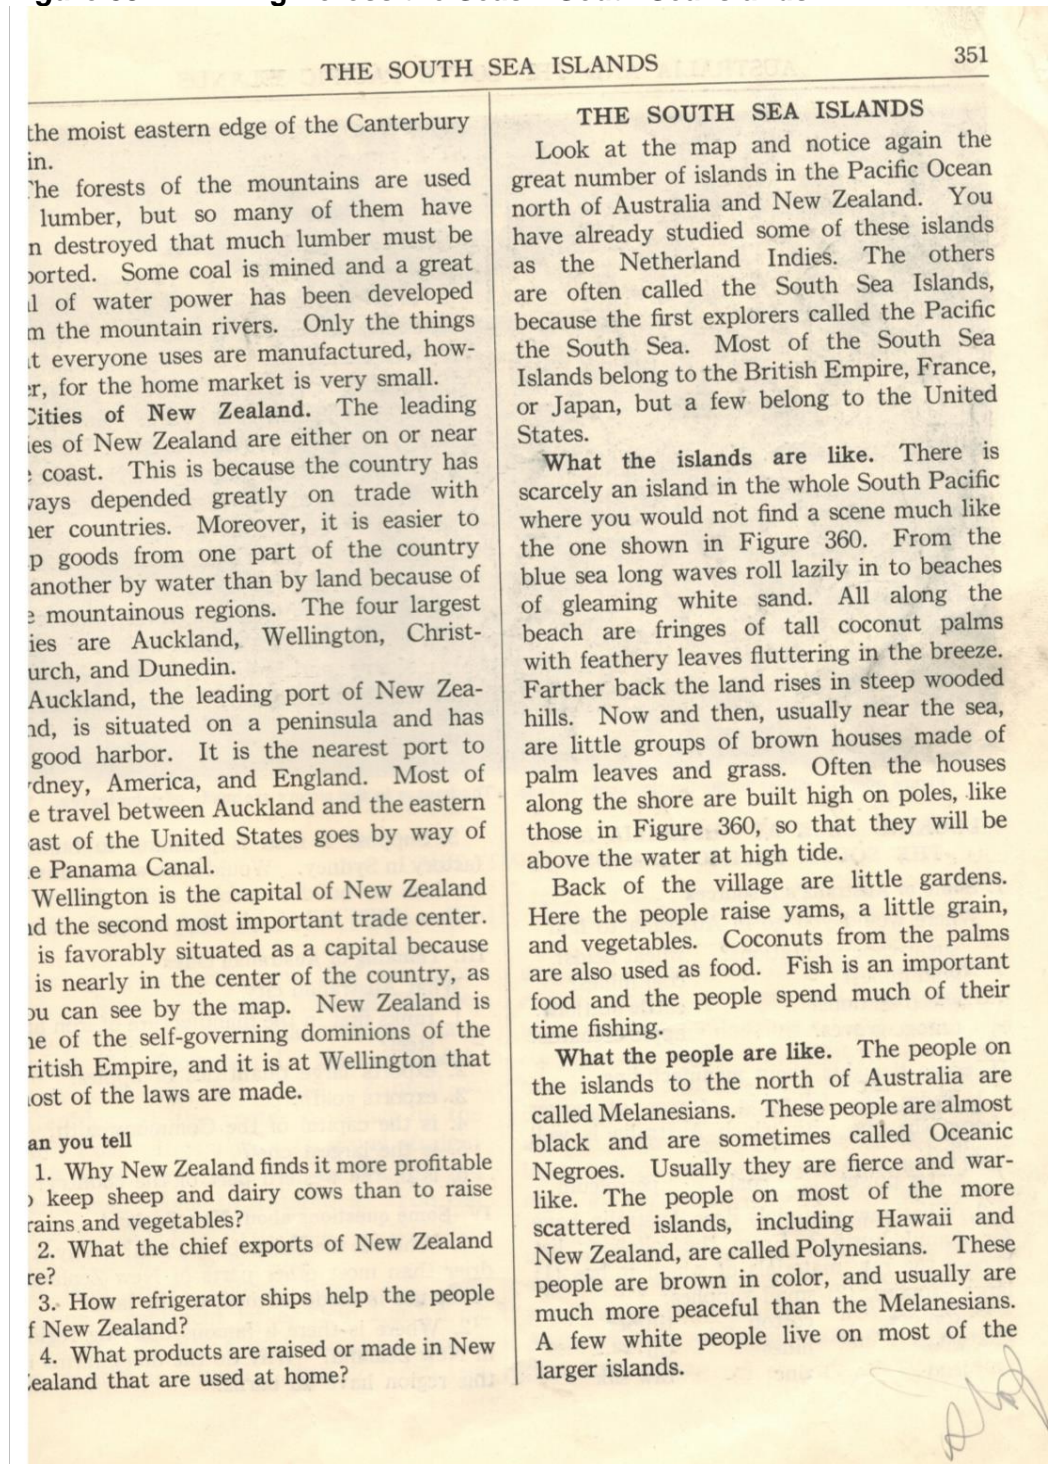 THE SOUTH SEA ISLANDS
351
the moist eastern edge of the Canterbury
in.
he forests of the mountains are used
lumber, but so many of them have
n destroyed that much lumber must be
ported. Some coal is mined and a great
l of water power has been developed
m the mountain rivers. Only the things
t everyone uses are manufactured, how-
r, for the home market is very small.
Cities of New Zealand. The leading
ies of New Zealand are either on or near
coast. This is because the country has
ways depended greatly on trade with
her countries. Moreover, it is easier to
p goods from one part of the country
another by water than by land because of
mountainous regions. The four largest
ies are Auckland, Wellington, Christ-
urch, and Dunedin.
Auckland, the leading port of New Zea-
nd, is situated on a peninsula and has
good harbor. It is the nearest port to
dney, America, and England. Most of
e travel between Auckland and the eastern
ast of the United States goes by way of
e Panama Canal.
Wellington is the capital of New Zealand
nd the second most important trade center.
is favorably situated as a capital because
is nearly in the center of the country, as
ou can see by the map. New Zealand is
ne of the self-governing dominions of the
ritish Empire, and it is at Wellington that
ost of the laws are made.
an you tell
1. Why New Zealand finds it more profitable
keep sheep and dairy cows than to raise
rains and vegetables?
2. What the chief exports of New Zealand
re?
3. How refrigerator ships help the people
f New Zealand?
4. What products are raised or made in New
ealand that are used at home?
THE SOUTH SEA ISLANDS
Look at the map and notice again the
great number of islands in the Pacific Ocean
north of Australia and New Zealand. You
have already studied some of these islands
as the Netherland Indies. The others
are often called the South Sea Islands,
because the first explorers called the Pacific
the South Sea. Most of the South Sea
Islands belong to the British Empire, France,
or Japan, but a few belong to the United
States.
What the islands are like. There is
scarcely an island in the whole South Pacific
where you would not find a scene much like
the one shown in Figure 360. From the
blue sea long waves roll lazily in to beaches
of gleaming white sand. All along the
beach are fringes of tall coconut palms
with feathery leaves fluttering in the breeze.
Farther back the land rises in steep wooded
hills. Now and then, usually near the sea,
are little groups of brown houses made of
palm leaves and grass. Often the houses
along the shore are built high on poles, like
those in Figure 360, so that they will be
above the water at high tide.
Back of the village are little gardens.
Here the people raise yams, a little grain,
and vegetables. Coconuts from the palms
are also used as food. Fish is an important
food and the people spend much of their
time fishing.
What the people are like. The people on
the islands to the north of Australia are
called Melanesians. These people are almost
black and are sometimes called Oceanic
Negroes. Usually they are fierce and war-
like. The people on most of the more
scattered islands, including Hawaii and
New Zealand, are called Polynesians. These
people are brown in color, and usually are
much more peaceful than the Melanesians.
A few white people live on most of the
larger islands.